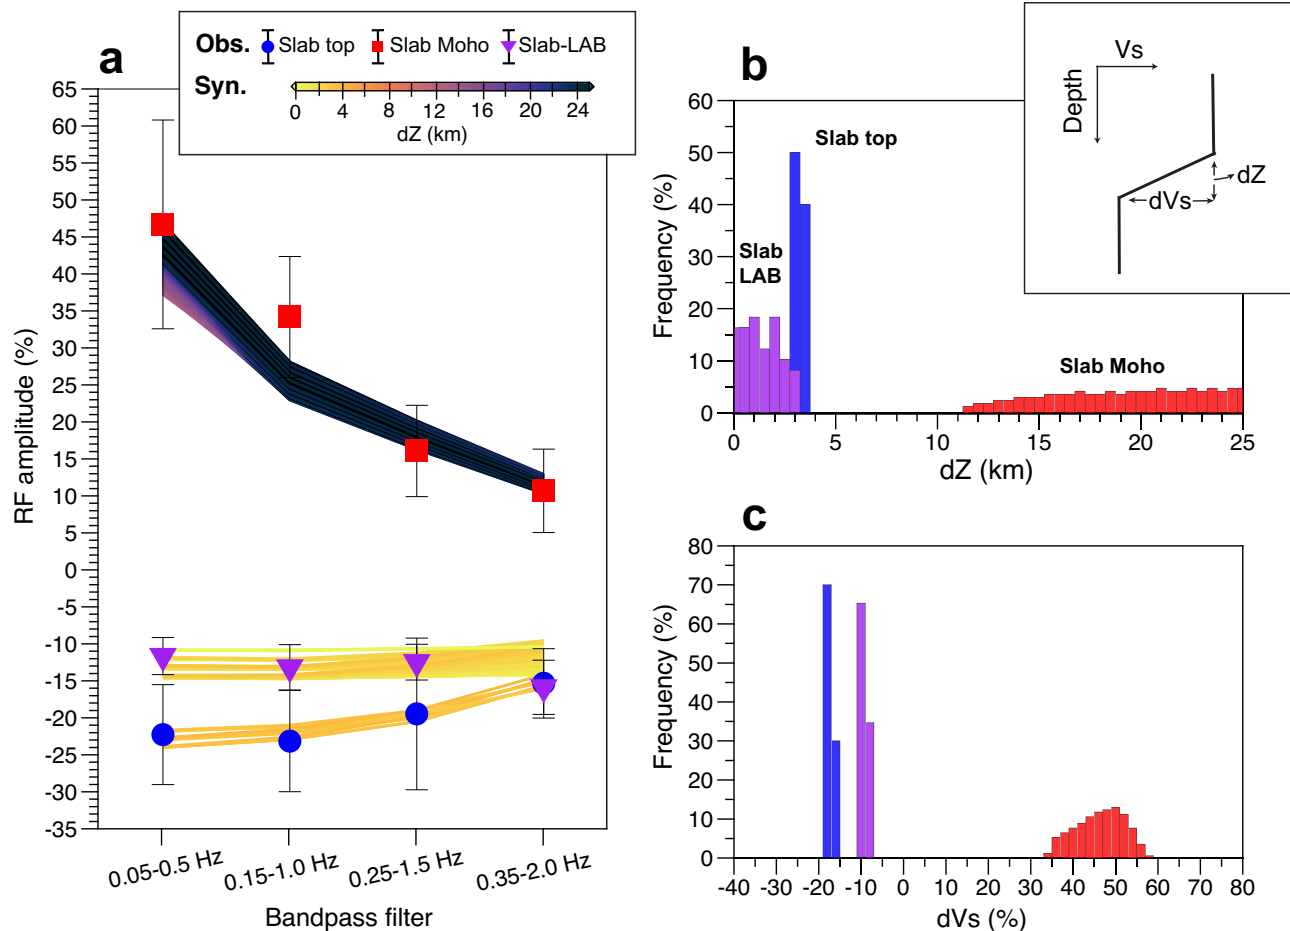 a
Obs.
Slab top
Slab Moho
Slab-LAB
Syn.
0 4 8 12 16 20 24
dZ (km)
65
60
55
50
45
40
35
30
25
20
15
10
5
0
-5
-10
-15
-20
-25
-30
-35
RF amplitude (%)
0.05-0.5 Hz
0.15-1.0 Hz
0.25-1.5 Hz
0.35-2.0 Hz
Bandpass filter
b
60
50
40
30
20
10
0
Frequency (%)
Slab top
Slab
LAB
Slab Moho
0 5 10 15 20 25
dZ (km)
Vs
Depth
dZ
dVs
c
80
70
60
50
40
30
20
10
0
Frequency (%)
-40 -30 -20 -10 0 10 20 30 40 50 60 70 80
dVs (%)